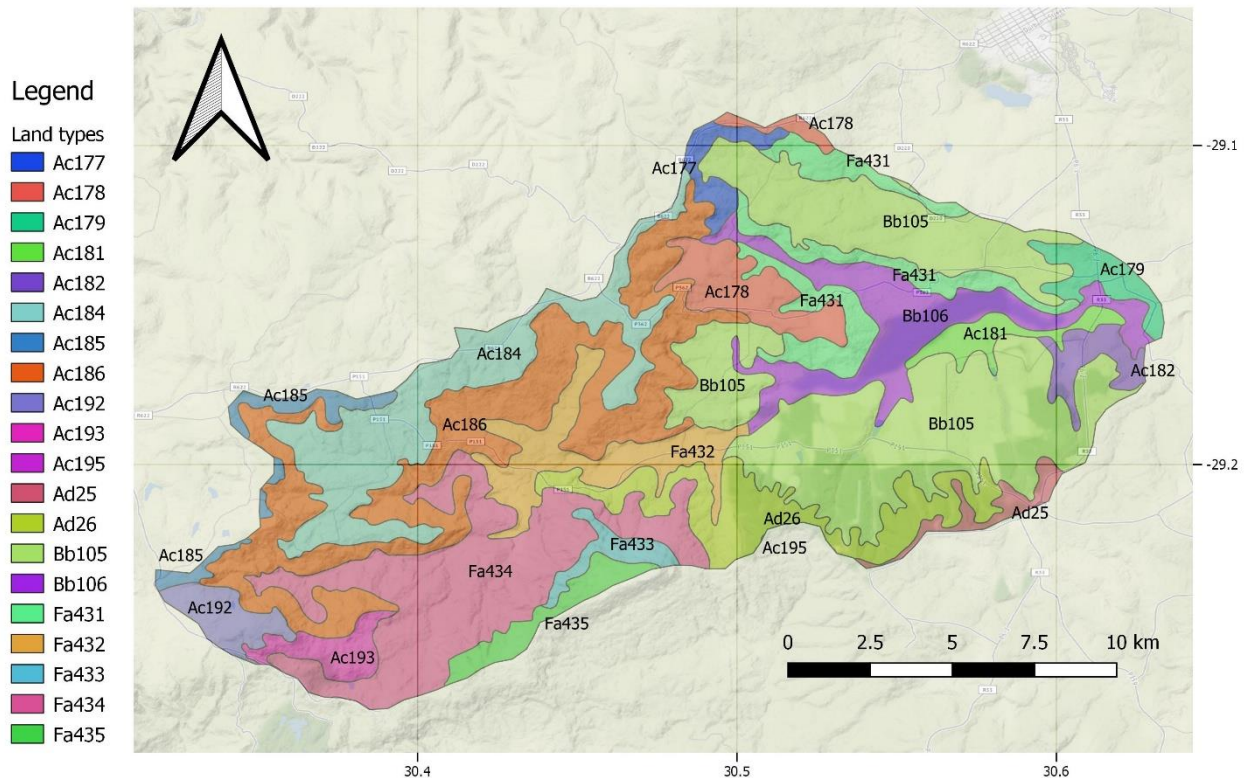 Legend
Land types
Ac177
Ac178
Ac179
Ac181
Ac182
Ac184
Ac185
Ac186
Ac192
Ac193
Ac195
Ad25
Ad26
Bb105
Bb106
Fa431
Fa432
Fa433
Fa434
Fa435
Ac178
Ac177
Fa431
Bb105
Fa431
Ac179
Ac178
Fa431
Bb106
Ac181
Ac184
Bb105
Ac182
Ac185
Ac186
Bb105
Fa432
Ad26
Ad25
Ac185
Fa433
Ac195
Fa434
Ac192
Fa435
Ac193
0 2.5 5 7.5 10 km
-29.1
-29.2
30.4 30.5 30.6